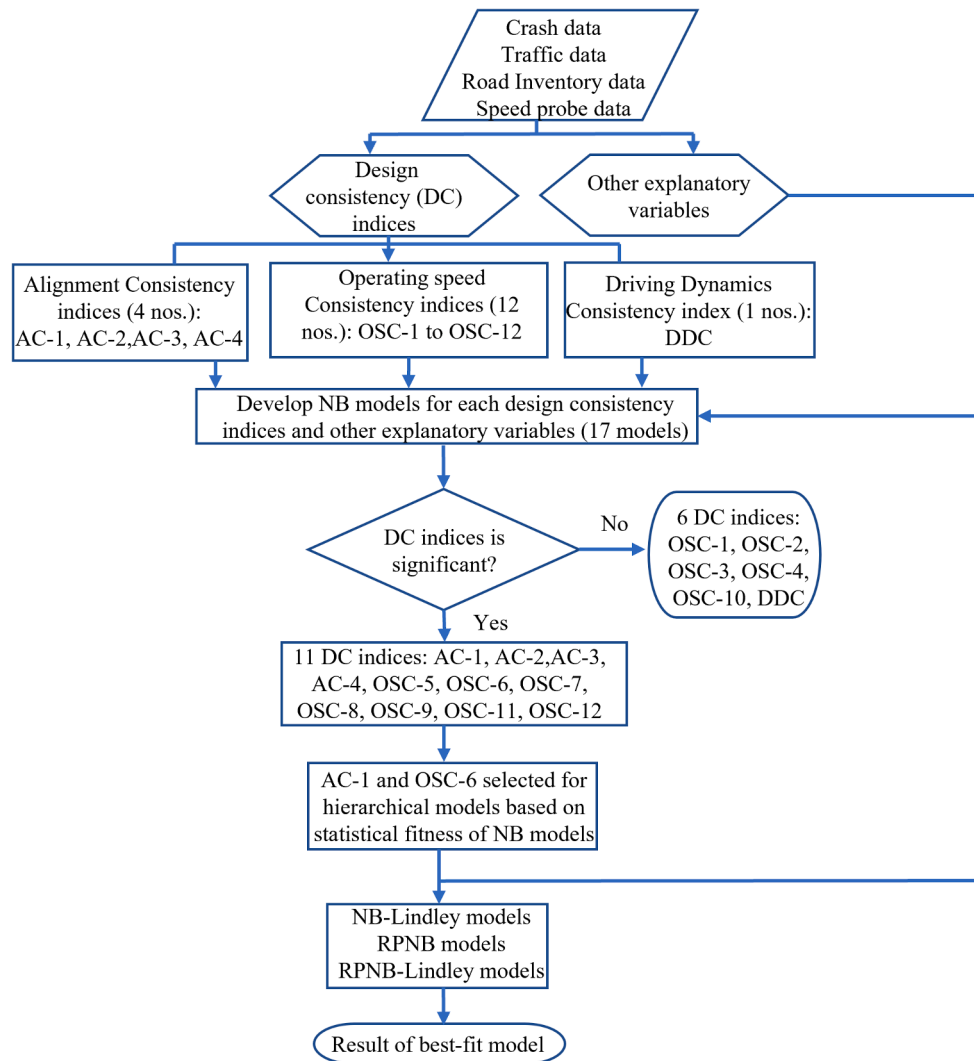 Crash data
Traffic data
Road Inventory data
Speed probe data
Design
consistency (DC)
indices
Other explanatory
variables
Alignment Consistency
indices (4 nos.):
AC-1, AC-2,AC-3, AC-4
Operating speed
Consistency indices (12
nos.): OSC-1 to OSC-12
Driving Dynamics
Consistency index (1 nos.):
DDC
Develop NB models for each design consistency
indices and other explanatory variables (17 models)
DC indices is
significant?
No
6 DC indices:
OSC-1, OSC-2,
OSC-3, OSC-4,
OSC-10, DDC
Yes
11 DC indices: AC-1, AC-2,AC-3,
AC-4, OSC-5, OSC-6, OSC-7,
OSC-8, OSC-9, OSC-11, OSC-12
AC-1 and OSC-6 selected for
hierarchical models based on
statistical fitness of NB models
NB-Lindley models
RPNB models
RPNB-Lindley models
Result of best-fit model